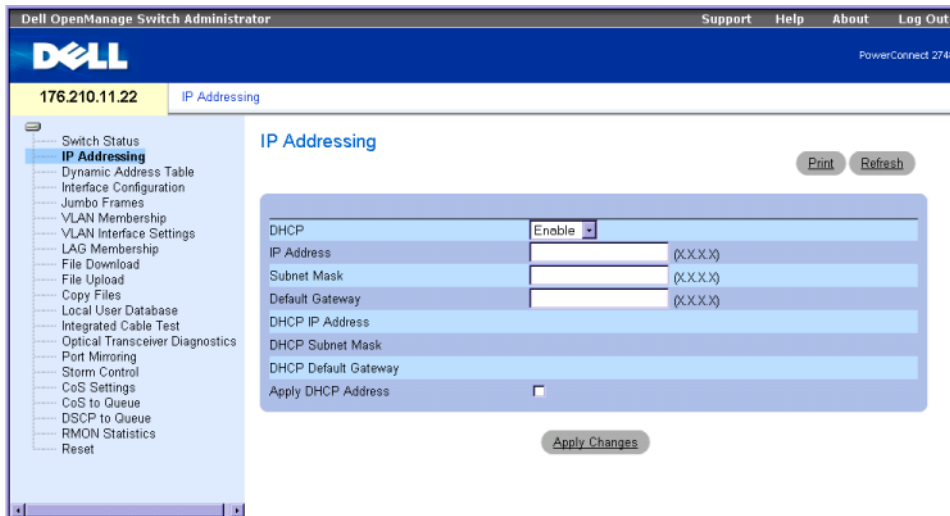 Dell OpenManage Switch Administrator
Support Help About Log Out
DELL
PowerConnect 274
176.210.11.22
IP Addressing
Switch Status
IP Addressing
Dynamic Address Table
Interface Configuration
Jumbo Frames
VLAN Membership
VLAN Interface Settings
LAG Membership
File Download
File Upload
Copy Files
Local User Database
Integrated Cable Test
Optical Transceiver Diagnostics
Port Mirroring
Storm Control
CoS Settings
CoS to Queue
DSCP to Queue
RMON Statistics
Reset
IP Addressing
Print Refresh
DHCP Enable
IP Address (X.X.X.X)
Subnet Mask (X.X.X.X)
Default Gateway (X.X.X.X)
DHCP IP Address
DHCP Subnet Mask
DHCP Default Gateway
Apply DHCP Address
Apply Changes